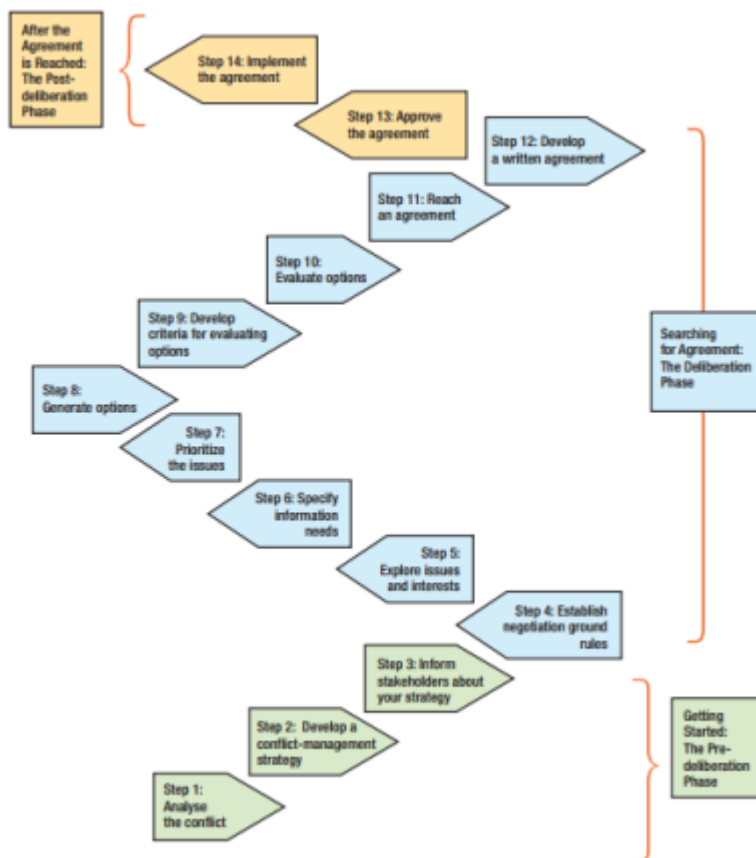 After the
Agreement
is Reached:
The Post-
deliberation
Phase
Step 14: Implement
the agreement
Step 13: Approve
the agreement
Step 12: Develop
a written agreement
Step 11: Reach
an agreement
Step 10:
Evaluate options
Step 9: Develop
criteria for evaluating
options
Searching
for Agreement:
The Deliberation
Phase
Step 8:
Generate options
Step 7:
Prioritize
the issues
Step 6: Specify
information
needs
Step 5:
Explore issues
and interests
Step 4: Establish
negotiation ground
rules
Step 3: Inform
stakeholders about
your strategy
Step 2: Develop a
conflict-management
strategy
Getting
Started:
The Pre-
deliberation
Phase
Step 1:
Analyse
the conflict